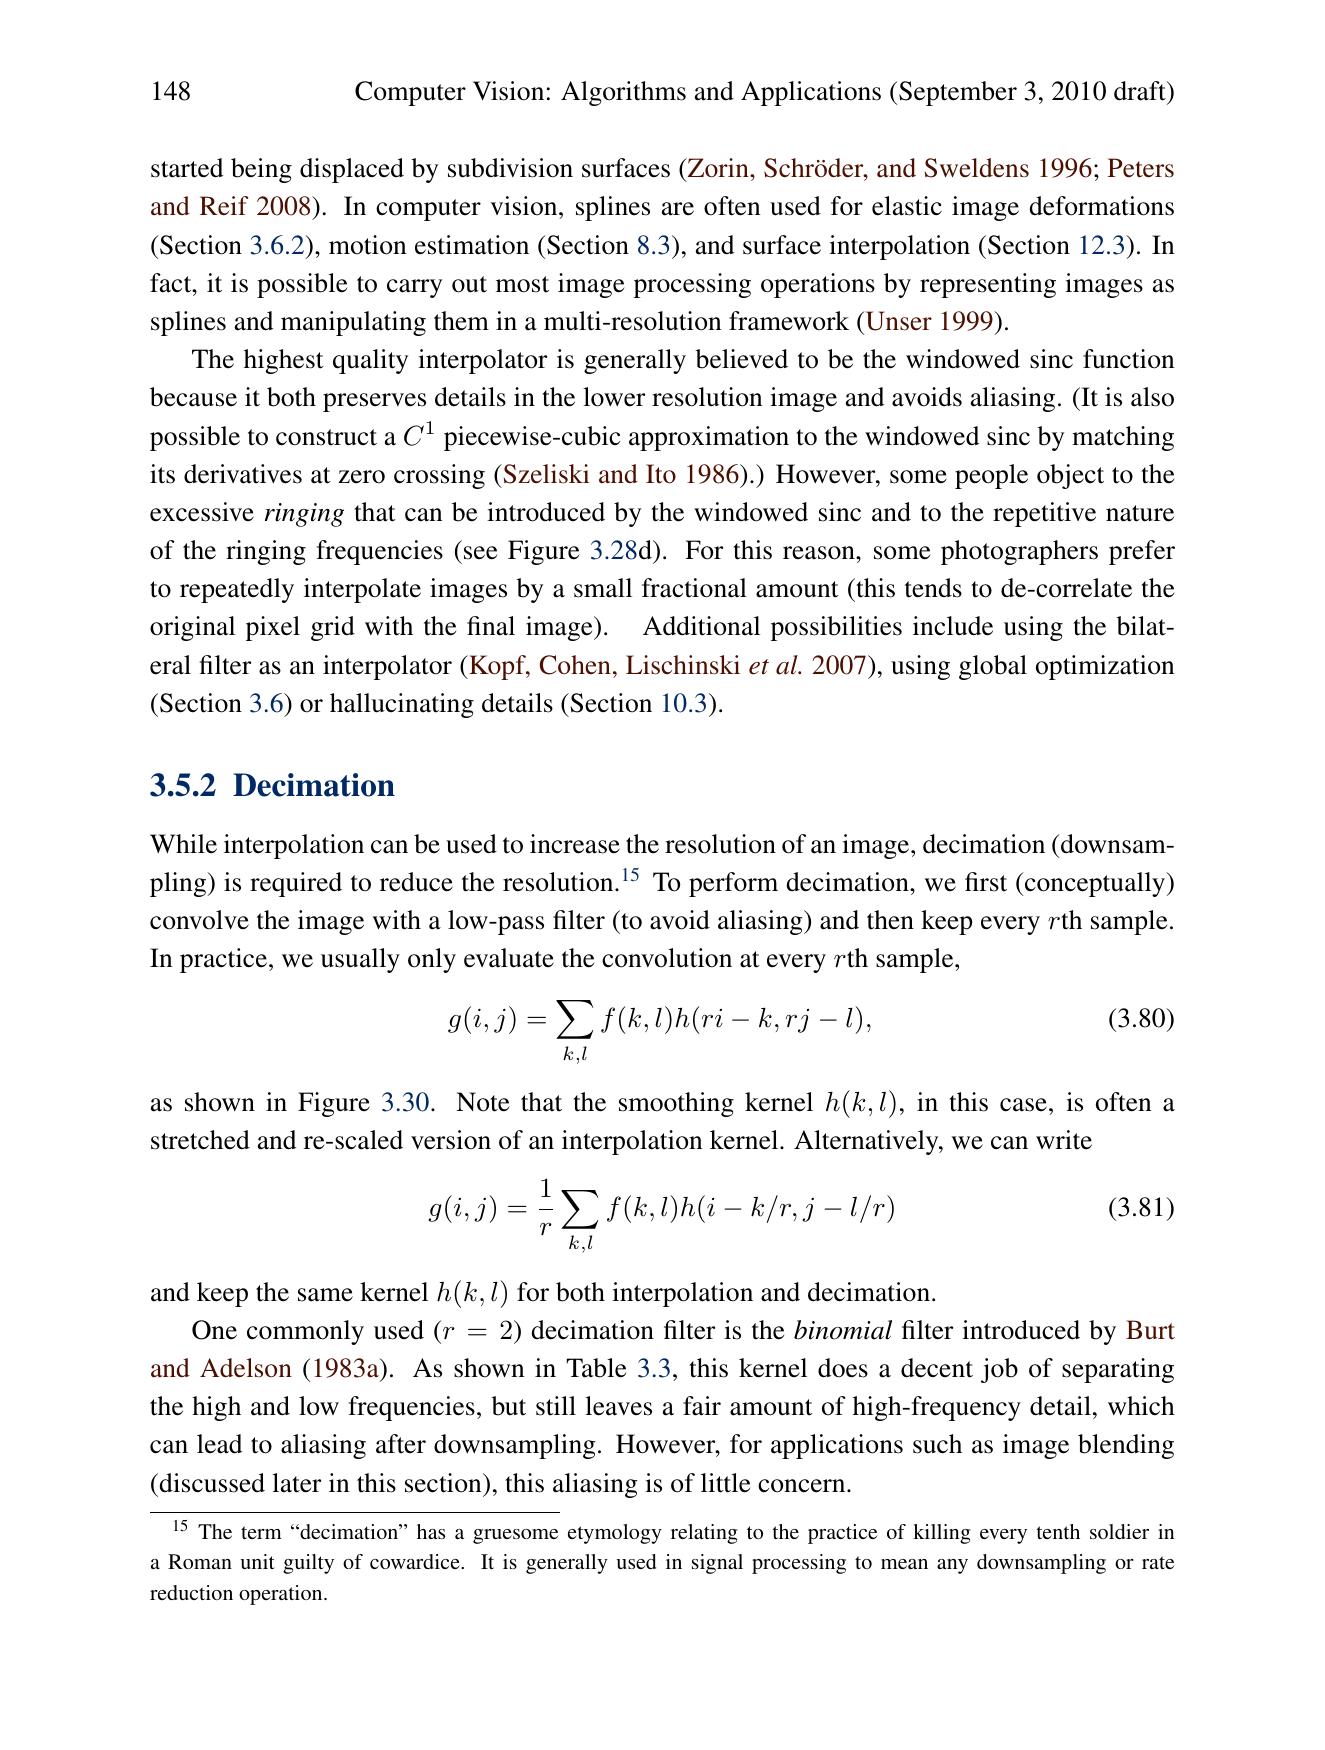 148 Computer Vision: Algorithms and Applications (September 3, 2010 draft)
started being displaced by subdivision surfaces (Zorin, Schröder, and Sweldens 1996; Peters
and Reif 2008). In computer vision, splines are often used for elastic image deformations
(Section 3.6.2), motion estimation (Section 8.3), and surface interpolation (Section 12.3). In
fact, it is possible to carry out most image processing operations by representing images as
splines and manipulating them in a multi-resolution framework (Unser 1999).
The highest quality interpolator is generally believed to be the windowed sinc function
because it both preserves details in the lower resolution image and avoids aliasing. (It is also
possible to construct a C¹ piecewise-cubic approximation to the windowed sinc by matching
its derivatives at zero crossing (Szeliski and Ito 1986).) However, some people object to the
excessive ringing that can be introduced by the windowed sinc and to the repetitive nature
of the ringing frequencies (see Figure 3.28d). For this reason, some photographers prefer
to repeatedly interpolate images by a small fractional amount (this tends to de-correlate the
original pixel grid with the final image). Additional possibilities include using the bilat-
eral filter as an interpolator (Kopf, Cohen, Lischinski et al. 2007), using global optimization
(Section 3.6) or hallucinating details (Section 10.3).
3.5.2 Decimation
While interpolation can be used to increase the resolution of an image, decimation (downsam-
pling) is required to reduce the resolution.¹⁵ To perform decimation, we first (conceptually)
convolve the image with a low-pass filter (to avoid aliasing) and then keep every rth sample.
In practice, we usually only evaluate the convolution at every rth sample,
g(i, j) = ∑ₖ,ₗ f(k, l)h(ri − k, rj − l), (3.80)
as shown in Figure 3.30. Note that the smoothing kernel h(k, l), in this case, is often a
stretched and re-scaled version of an interpolation kernel. Alternatively, we can write
g(i, j) = 1/r ∑ₖ,ₗ f(k, l)h(i − k/r, j − l/r) (3.81)
and keep the same kernel h(k, l) for both interpolation and decimation.
One commonly used (r = 2) decimation filter is the binomial filter introduced by Burt
and Adelson (1983a). As shown in Table 3.3, this kernel does a decent job of separating
the high and low frequencies, but still leaves a fair amount of high-frequency detail, which
can lead to aliasing after downsampling. However, for applications such as image blending
(discussed later in this section), this aliasing is of little concern.
¹⁵ The term “decimation” has a gruesome etymology relating to the practice of killing every tenth soldier in
a Roman unit guilty of cowardice. It is generally used in signal processing to mean any downsampling or rate
reduction operation.